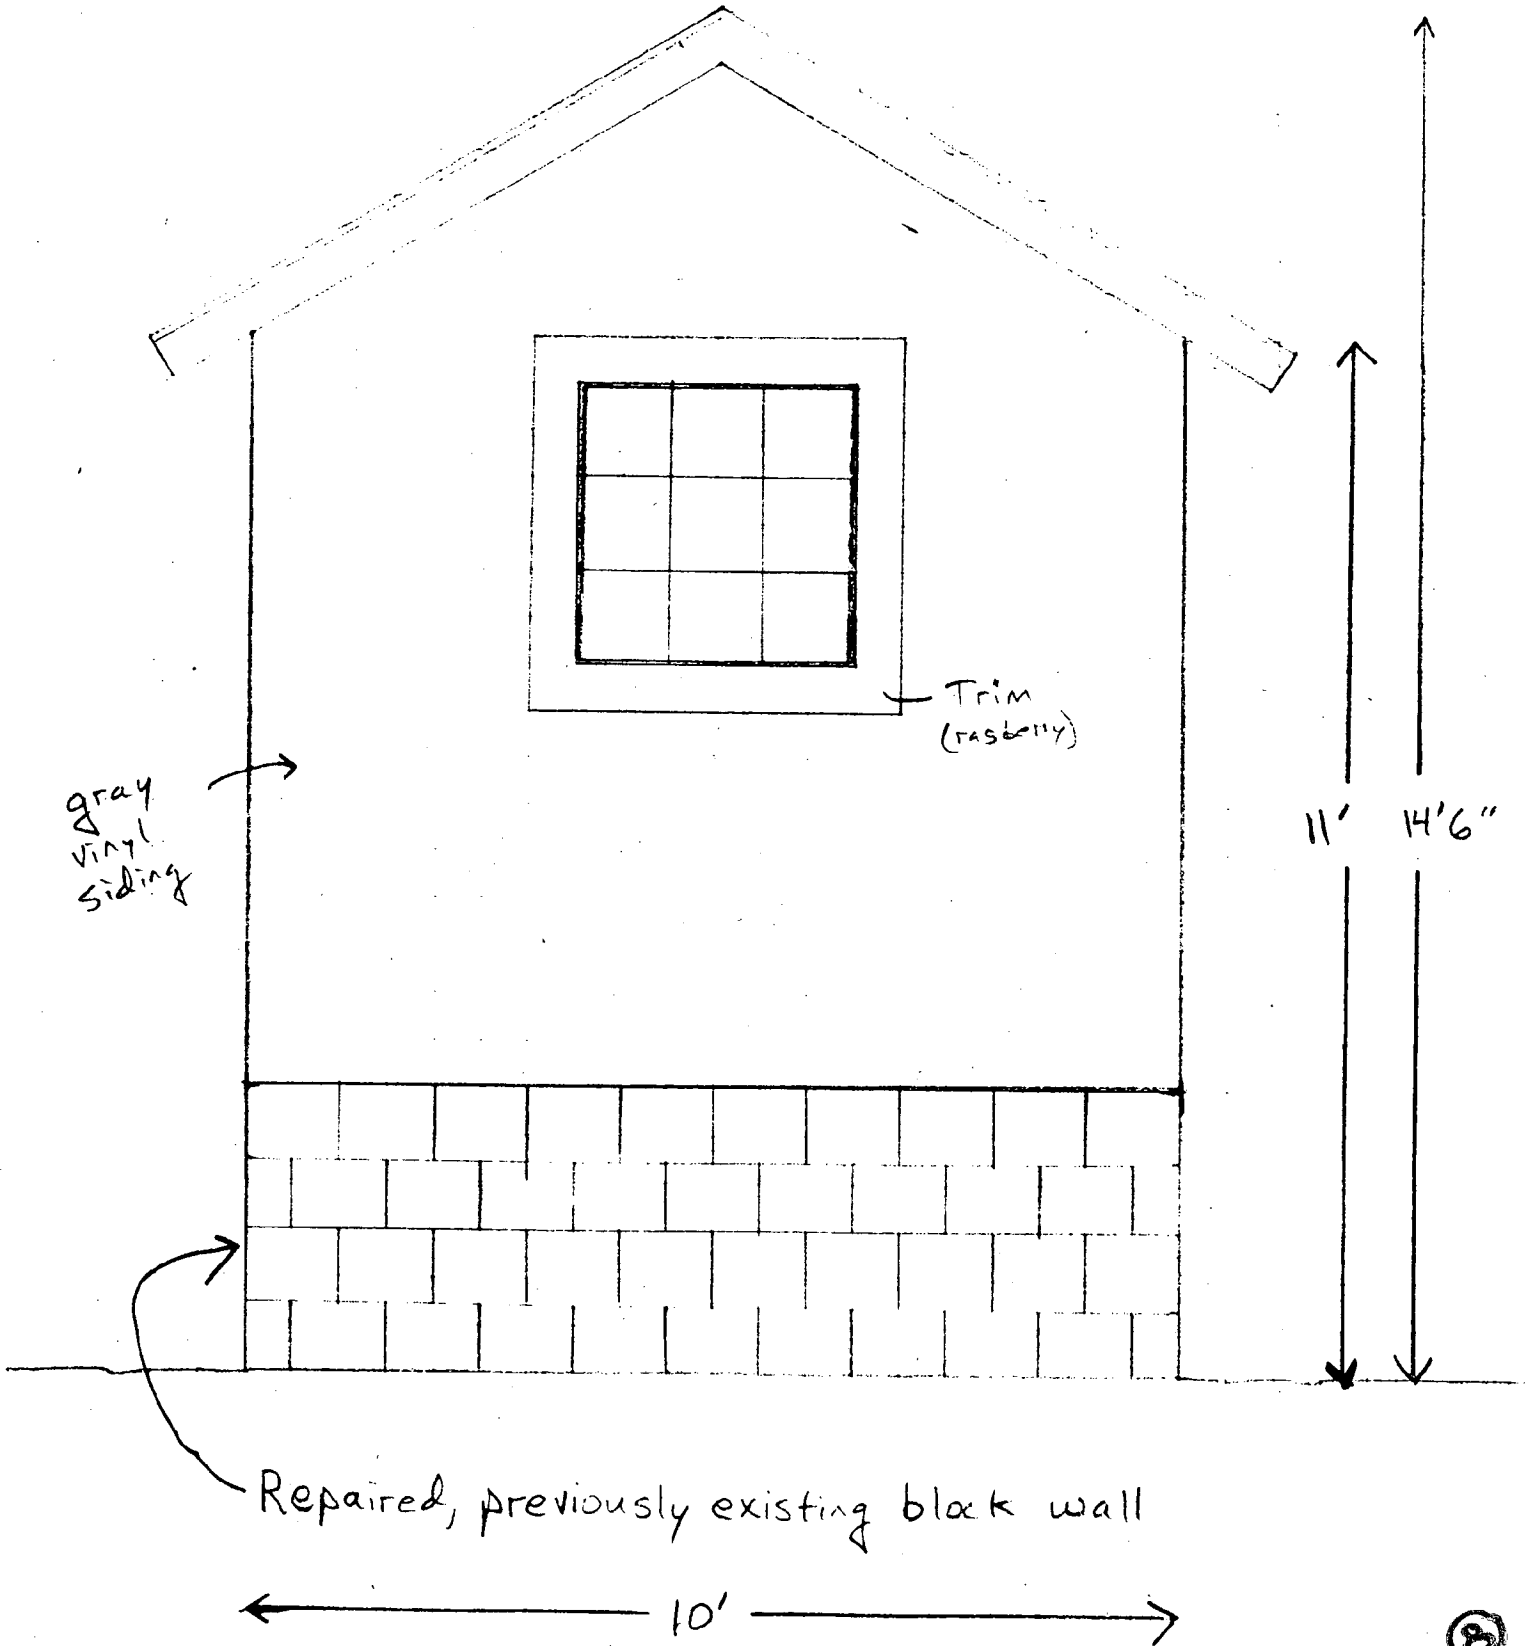 Trim
(rasberry)
gray
vinyl
siding
11' 14'6"
Repaired, previously existing block wall
10'